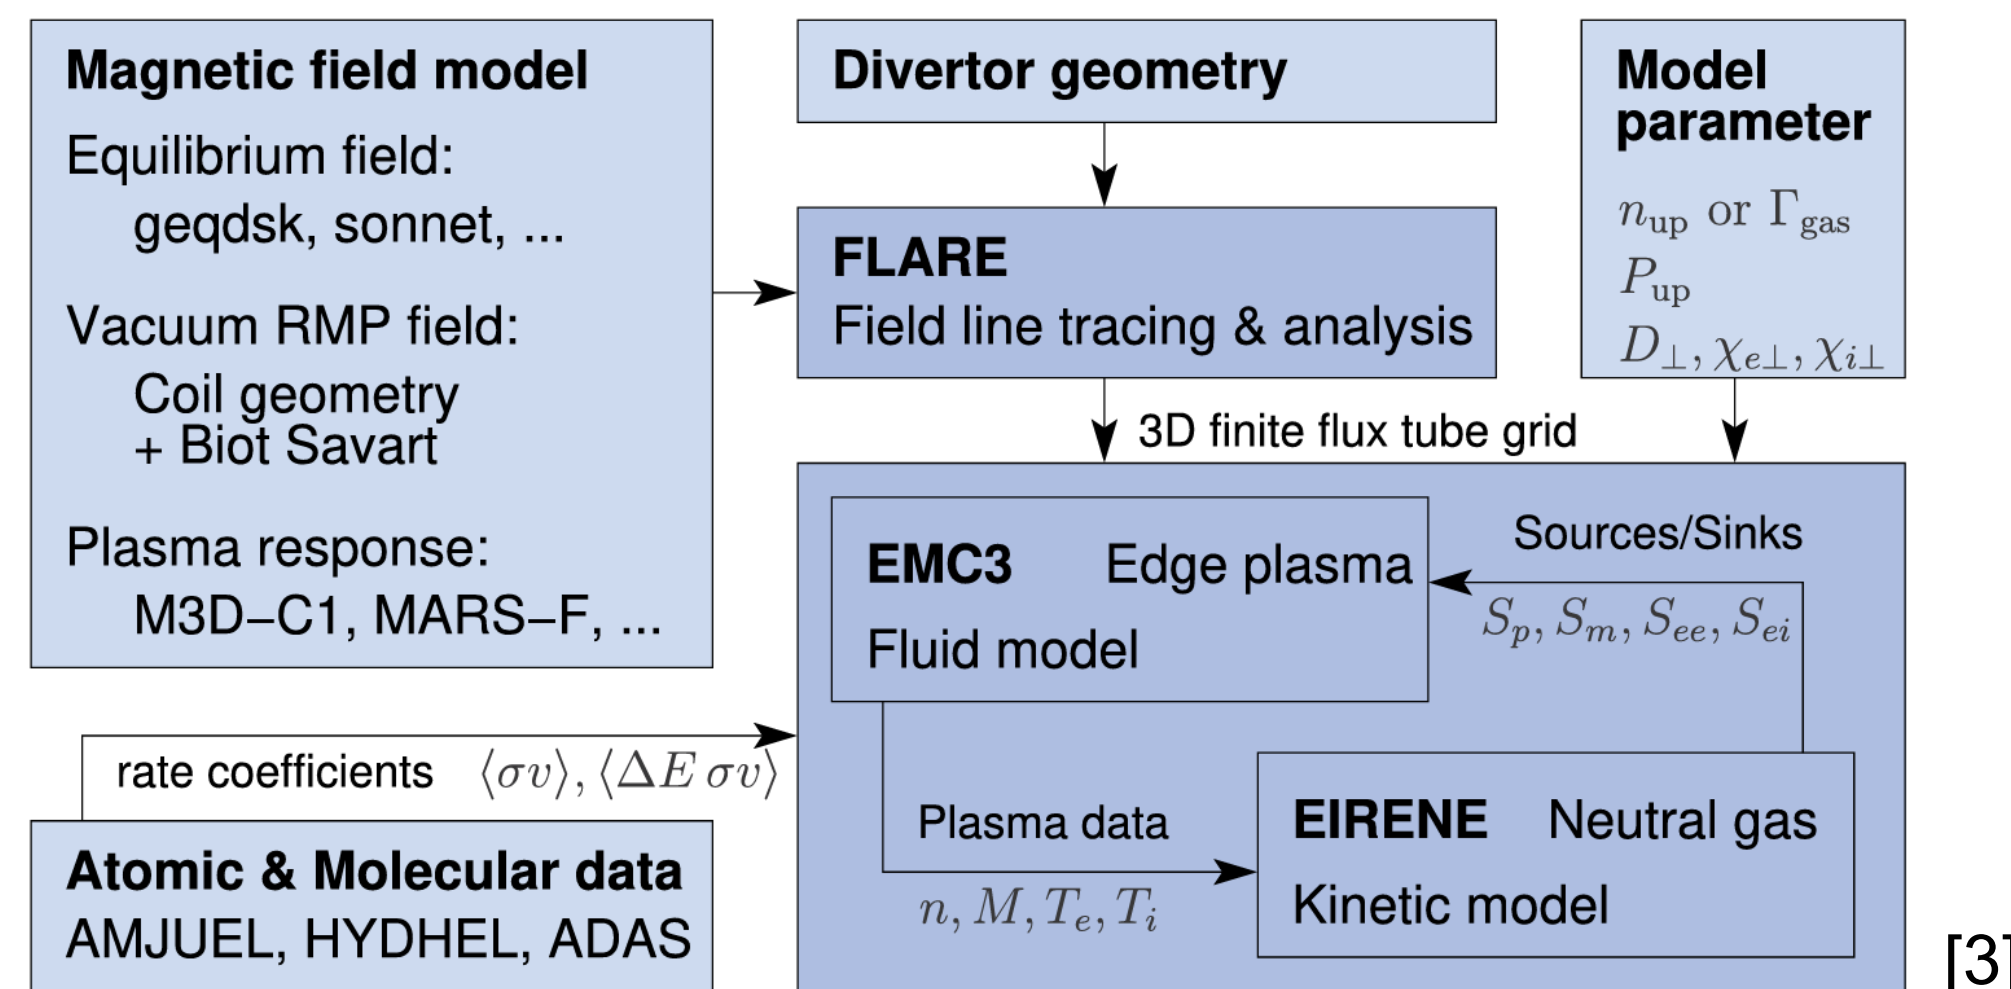 Magnetic field model
Equilibrium field:
geqdsk, sonnet, ...
Vacuum RMP field:
Coil geometry
+ Biot Savart
Plasma response:
M3D−C1, MARS−F, ...
Divertor geometry
Model
parameter
n_up or Γ_gas
P_up
D_⊥, χ_e⊥, χ_i⊥
FLARE
Field line tracing & analysis
3D finite flux tube grid
EMC3 Edge plasma
Fluid model
Sources/Sinks
S_p, S_m, S_ee, S_ei
rate coefficients ⟨σv⟩, ⟨ΔE σv⟩
Plasma data
n, M, T_e, T_i
EIRENE Neutral gas
Kinetic model
Atomic & Molecular data
AMJUEL, HYDHEL, ADAS
[3]